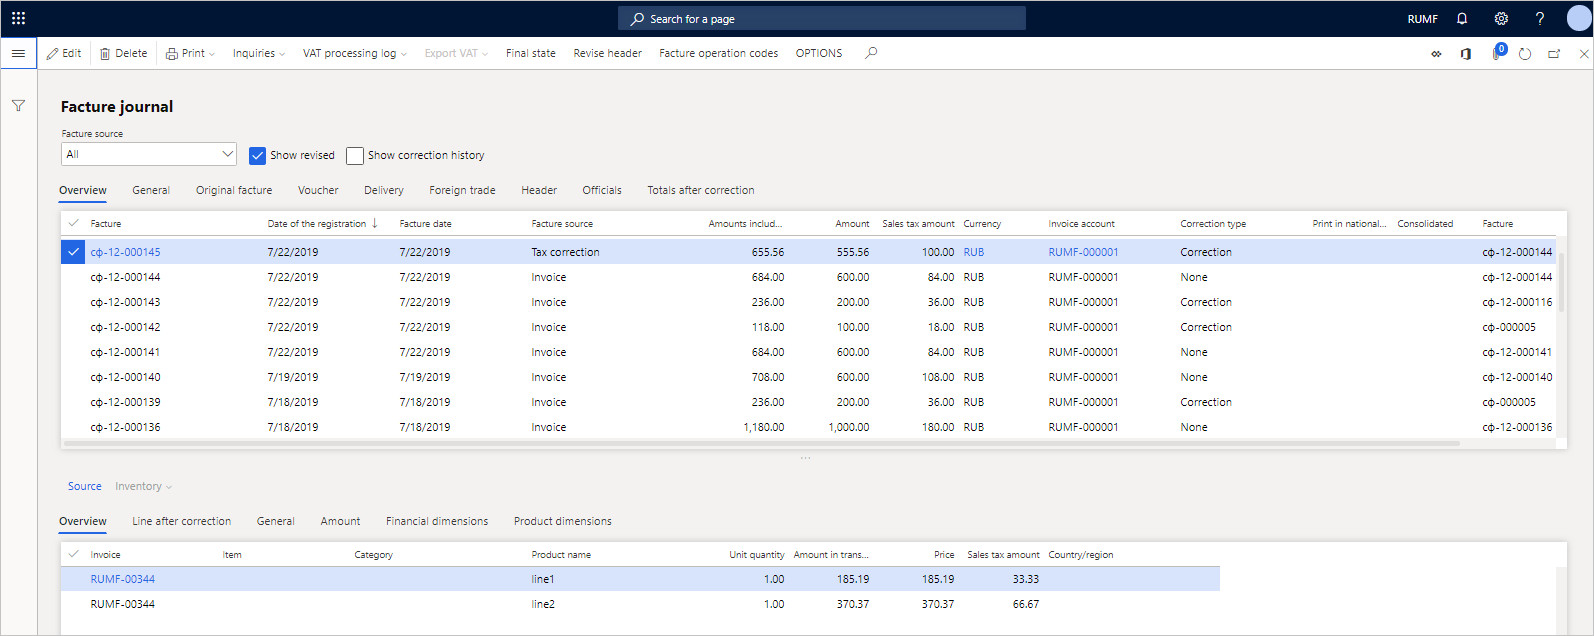 Search for a page RUMF ?
Edit Delete Print Inquiries VAT processing log Export VAT Final state Revise header Facture operation codes OPTIONS 0
Facture journal
Facture source
All Show revised Show correction history
Overview General Original facture Voucher Delivery Foreign trade Header Officials Totals after correction
Facture Date of the registration ↓ Facture date Facture source Amounts includ... Amount Sales tax amount Currency Invoice account Correction type Print in national... Consolidated Facture
сф-12-000145 7/22/2019 7/22/2019 Tax correction 655.56 555.56 100.00 RUB RUMF-000001 Correction сф-12-000144
сф-12-000144 7/22/2019 7/22/2019 Invoice 684.00 600.00 84.00 RUB RUMF-000001 None сф-12-000144
сф-12-000143 7/22/2019 7/22/2019 Invoice 236.00 200.00 36.00 RUB RUMF-000001 Correction сф-12-000116
сф-12-000142 7/22/2019 7/22/2019 Invoice 118.00 100.00 18.00 RUB RUMF-000001 Correction сф-000005
сф-12-000141 7/22/2019 7/22/2019 Invoice 684.00 600.00 84.00 RUB RUMF-000001 None сф-12-000141
сф-12-000140 7/19/2019 7/19/2019 Invoice 708.00 600.00 108.00 RUB RUMF-000001 None сф-12-000140
сф-12-000139 7/18/2019 7/18/2019 Invoice 236.00 200.00 36.00 RUB RUMF-000001 Correction сф-000005
сф-12-000136 7/18/2019 7/18/2019 Invoice 1,180.00 1,000.00 180.00 RUB RUMF-000001 None сф-12-000136
Source Inventory
Overview Line after correction General Amount Financial dimensions Product dimensions
Invoice Item Category Product name Unit quantity Amount in trans... Price Sales tax amount Country/region
RUMF-00344 line1 1.00 185.19 185.19 33.33
RUMF-00344 line2 1.00 370.37 370.37 66.67